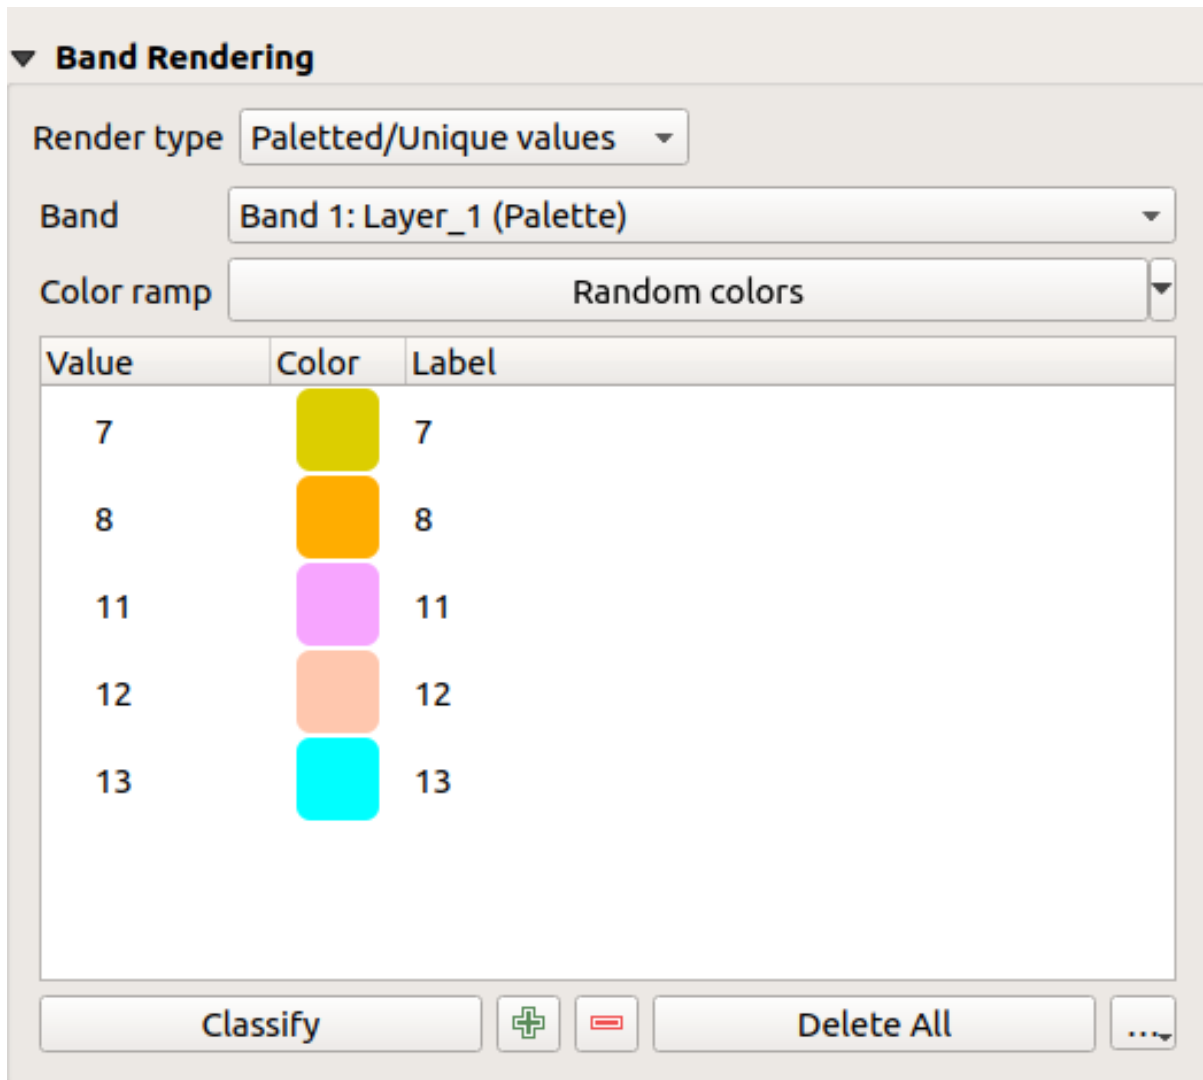 Band Rendering
Render type Paletted/Unique values
Band Band 1: Layer_1 (Palette)
Color ramp Random colors
Value Color Label
7 7
8 8
11 11
12 12
13 13
Classify Delete All ...